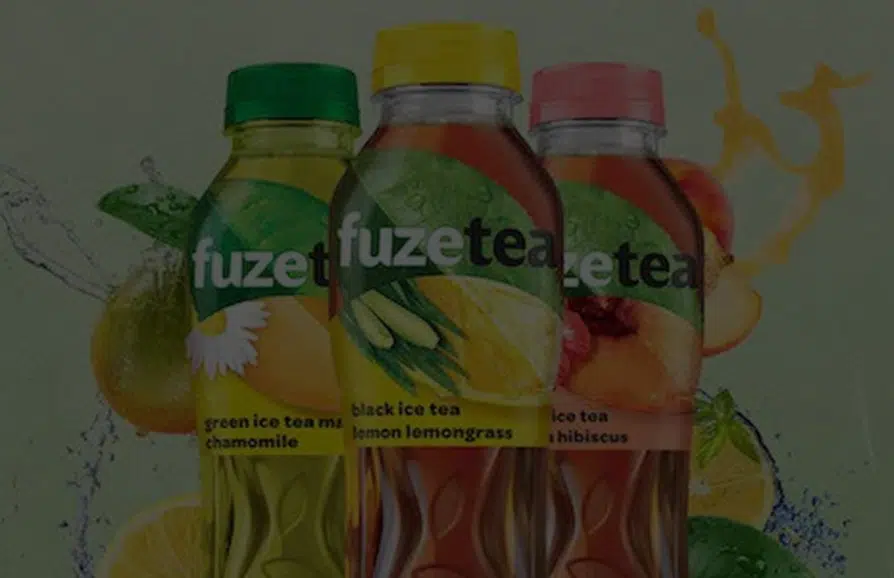 fuzet
green ice tea ma
chamomile
fuzetea
black ice tea
lemon lemongrass
zetea
ice tea
hibiscus